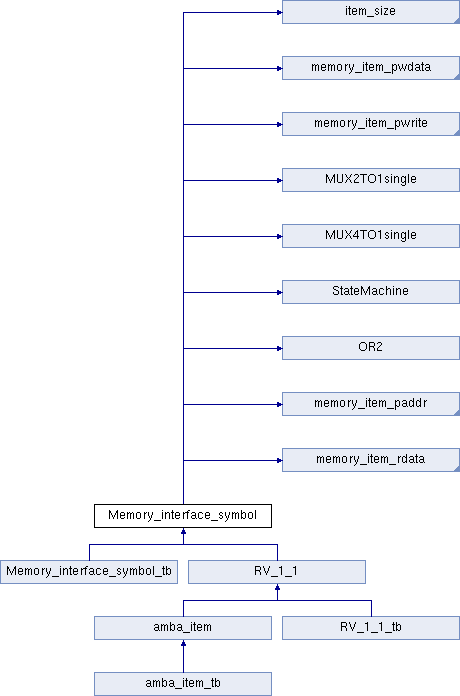 item_size
memory_item_pwdata
memory_item_pwrite
MUX2TO1single
MUX4TO1single
StateMachine
OR2
memory_item_paddr
memory_item_rdata
Memory_interface_symbol
Memory_interface_symbol_tb
RV_1_1
amba_item
RV_1_1_tb
amba_item_tb